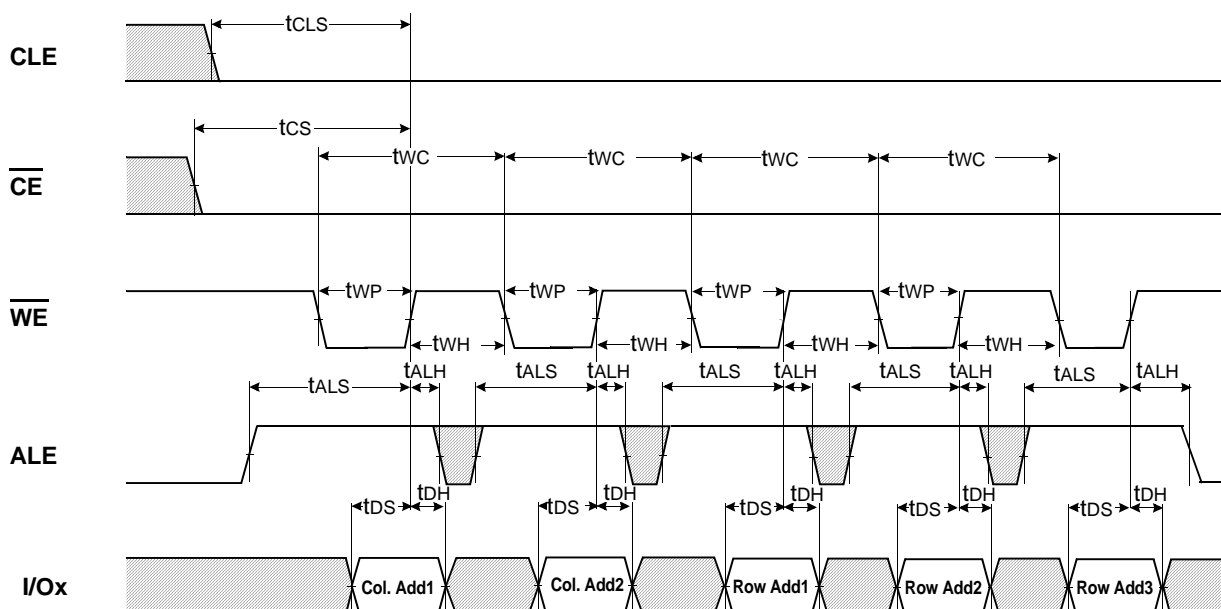 tCLS
CLE
tCS
tWC tWC tWC tWC
CE
tWP tWP tWP tWP
WE
tWH tWH tWH tWH
tALS tALH tALS tALH tALS tALH tALS tALH tALS tALH
ALE
tDS tDH tDS tDH tDS tDH tDS tDH tDS tDH
I/Ox Col. Add1 Col. Add2 Row Add1 Row Add2 Row Add3